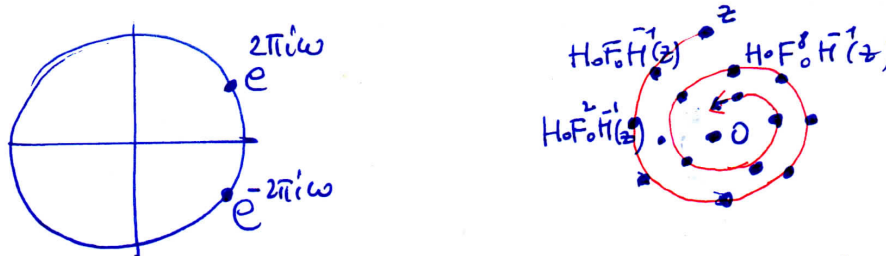 e^{2πiω}
e^{-2πiω}
z
H∘F∘H^{-1}(z)
H∘F^{8}∘H^{-1}(z)
H∘F^{2}∘H^{-1}(z)
0